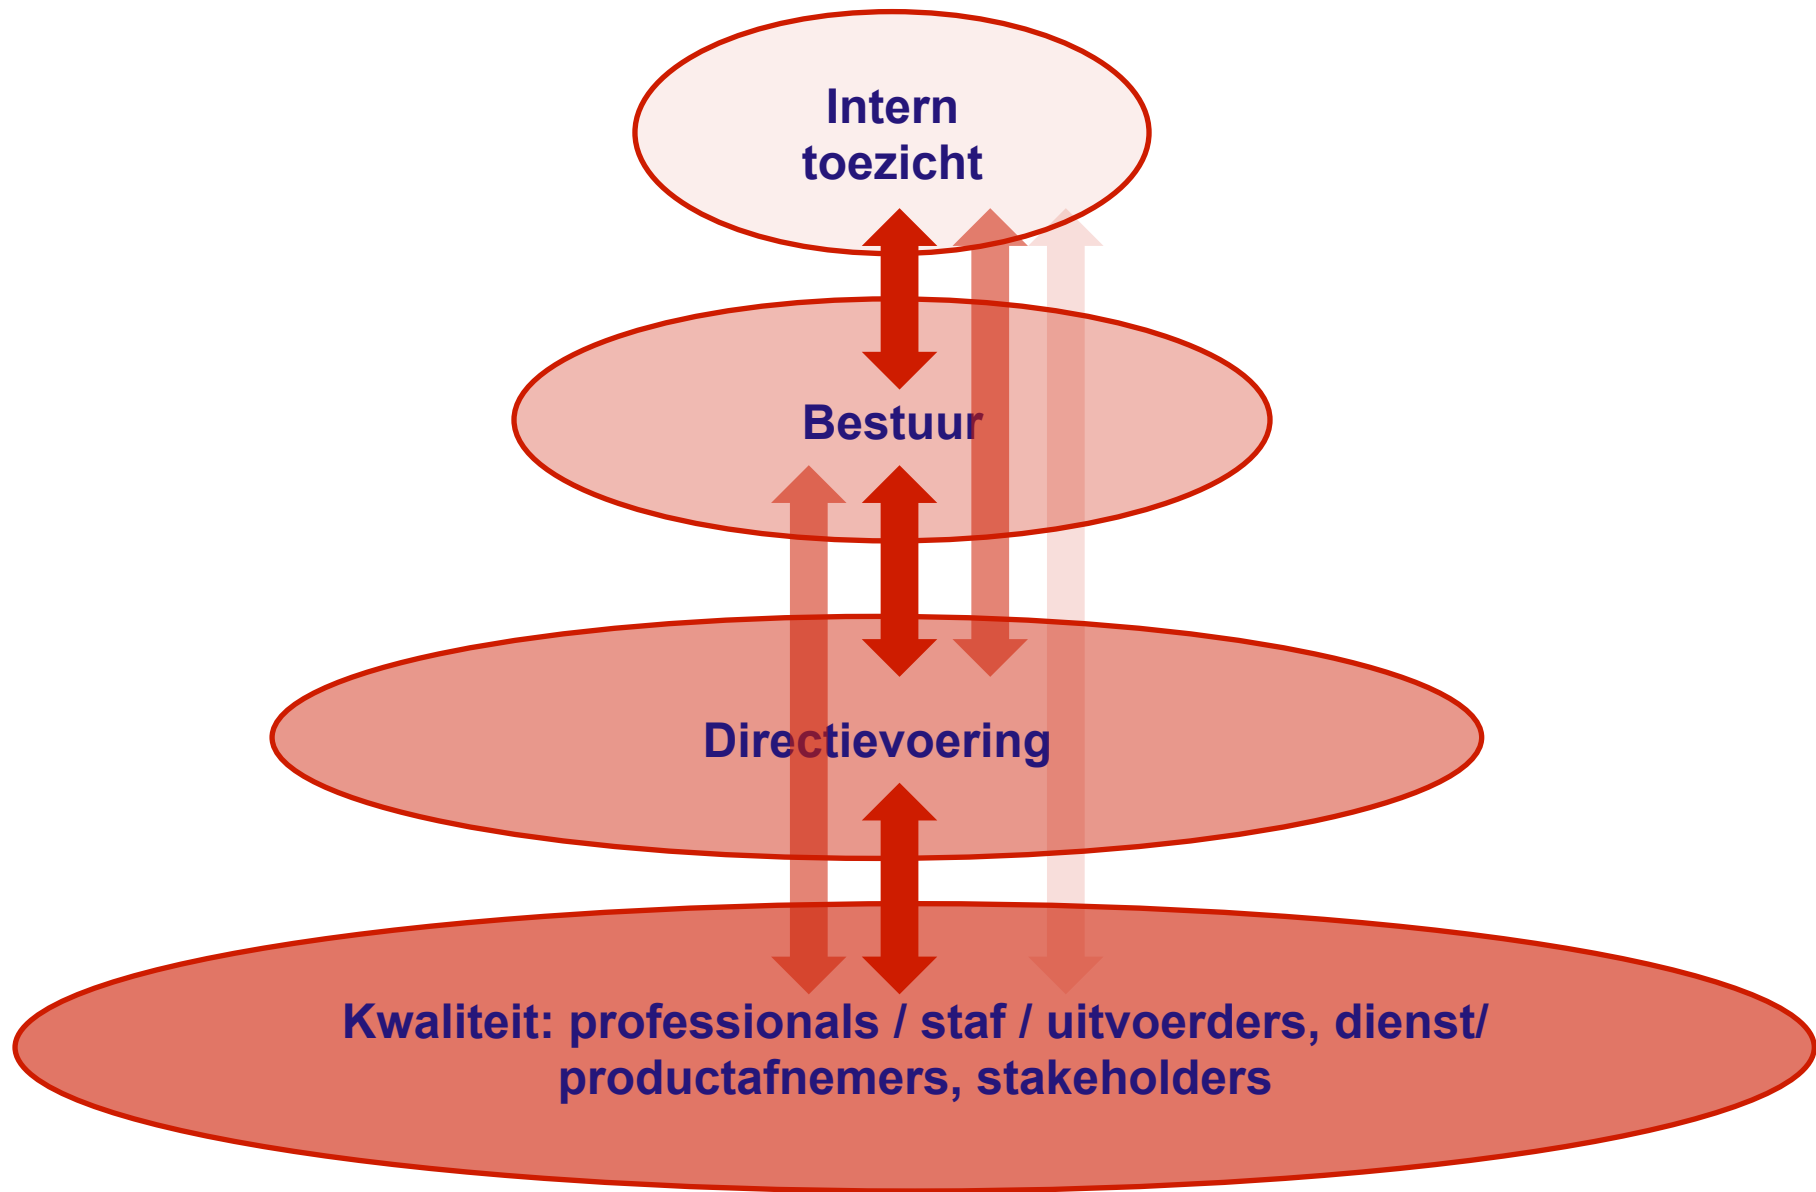 Intern
toezicht
Bestuur
Directievoering
Kwaliteit: professionals / staf / uitvoerders, dienst/
productafnemers, stakeholders